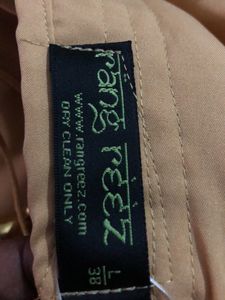 rang reez
www.rangreez.com
DRY CLEAN ONLY
L
38